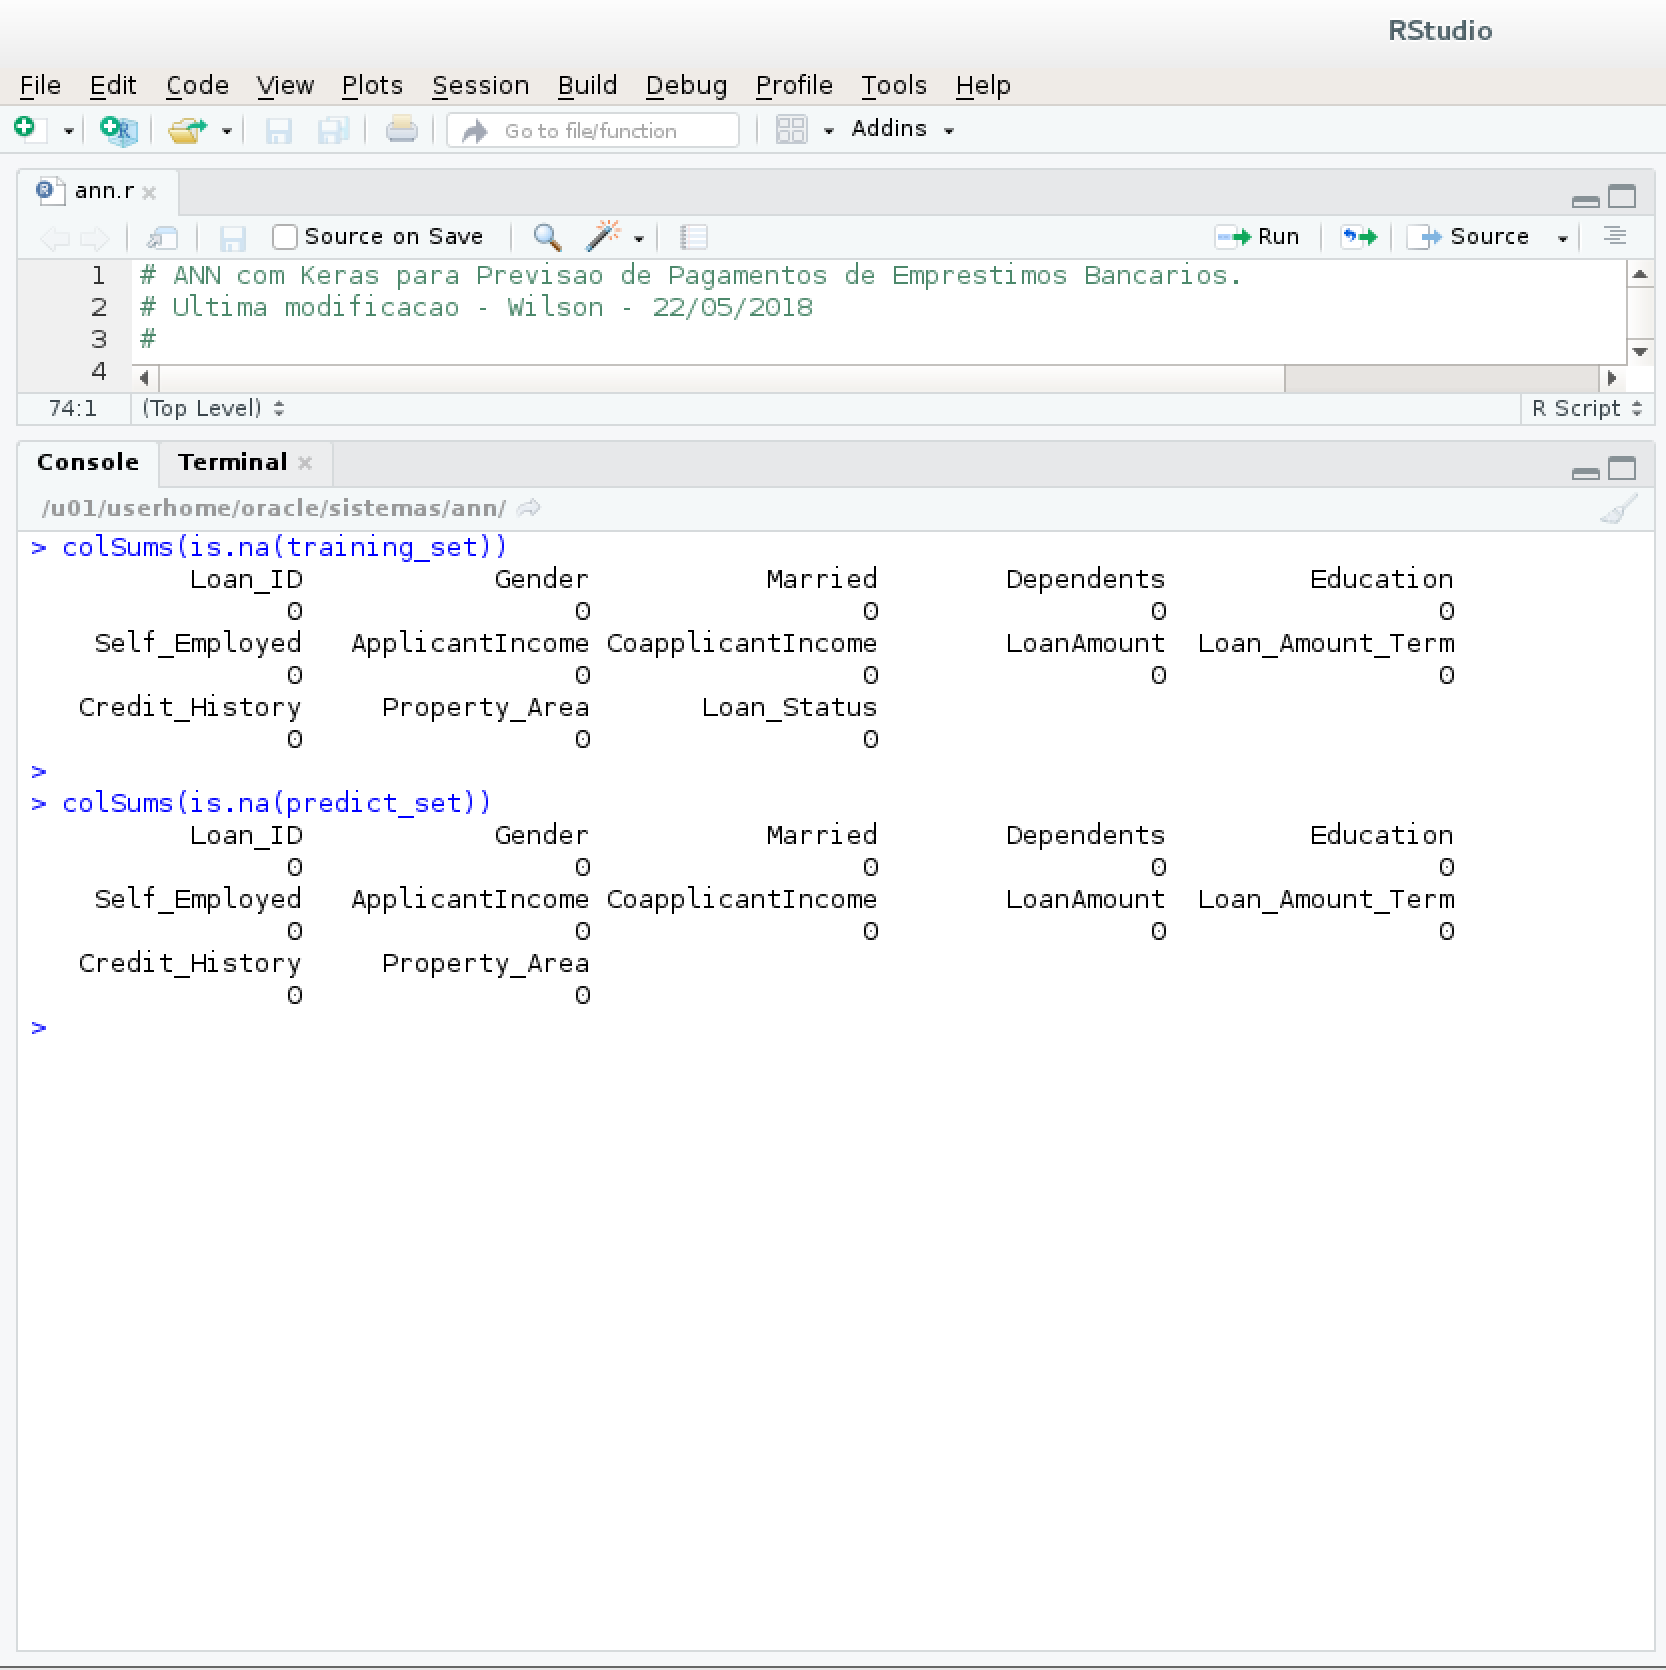 RStudio
File Edit Code View Plots Session Build Debug Profile Tools Help
Go to file/function Addins
ann.r
Source on Save Run Source
1 # ANN com Keras para Previsao de Pagamentos de Emprestimos Bancarios.
2 # Ultima modificacao - Wilson - 22/05/2018
3 #
4
74:1 (Top Level) R Script
Console Terminal
/u01/userhome/oracle/sistemas/ann/
> colSums(is.na(training_set))
Loan_ID Gender Married Dependents Education
0 0 0 0 0
Self_Employed ApplicantIncome CoapplicantIncome LoanAmount Loan_Amount_Term
0 0 0 0 0
Credit_History Property_Area Loan_Status
0 0 0
>
> colSums(is.na(predict_set))
Loan_ID Gender Married Dependents Education
0 0 0 0 0
Self_Employed ApplicantIncome CoapplicantIncome LoanAmount Loan_Amount_Term
0 0 0 0 0
Credit_History Property_Area
0 0
>